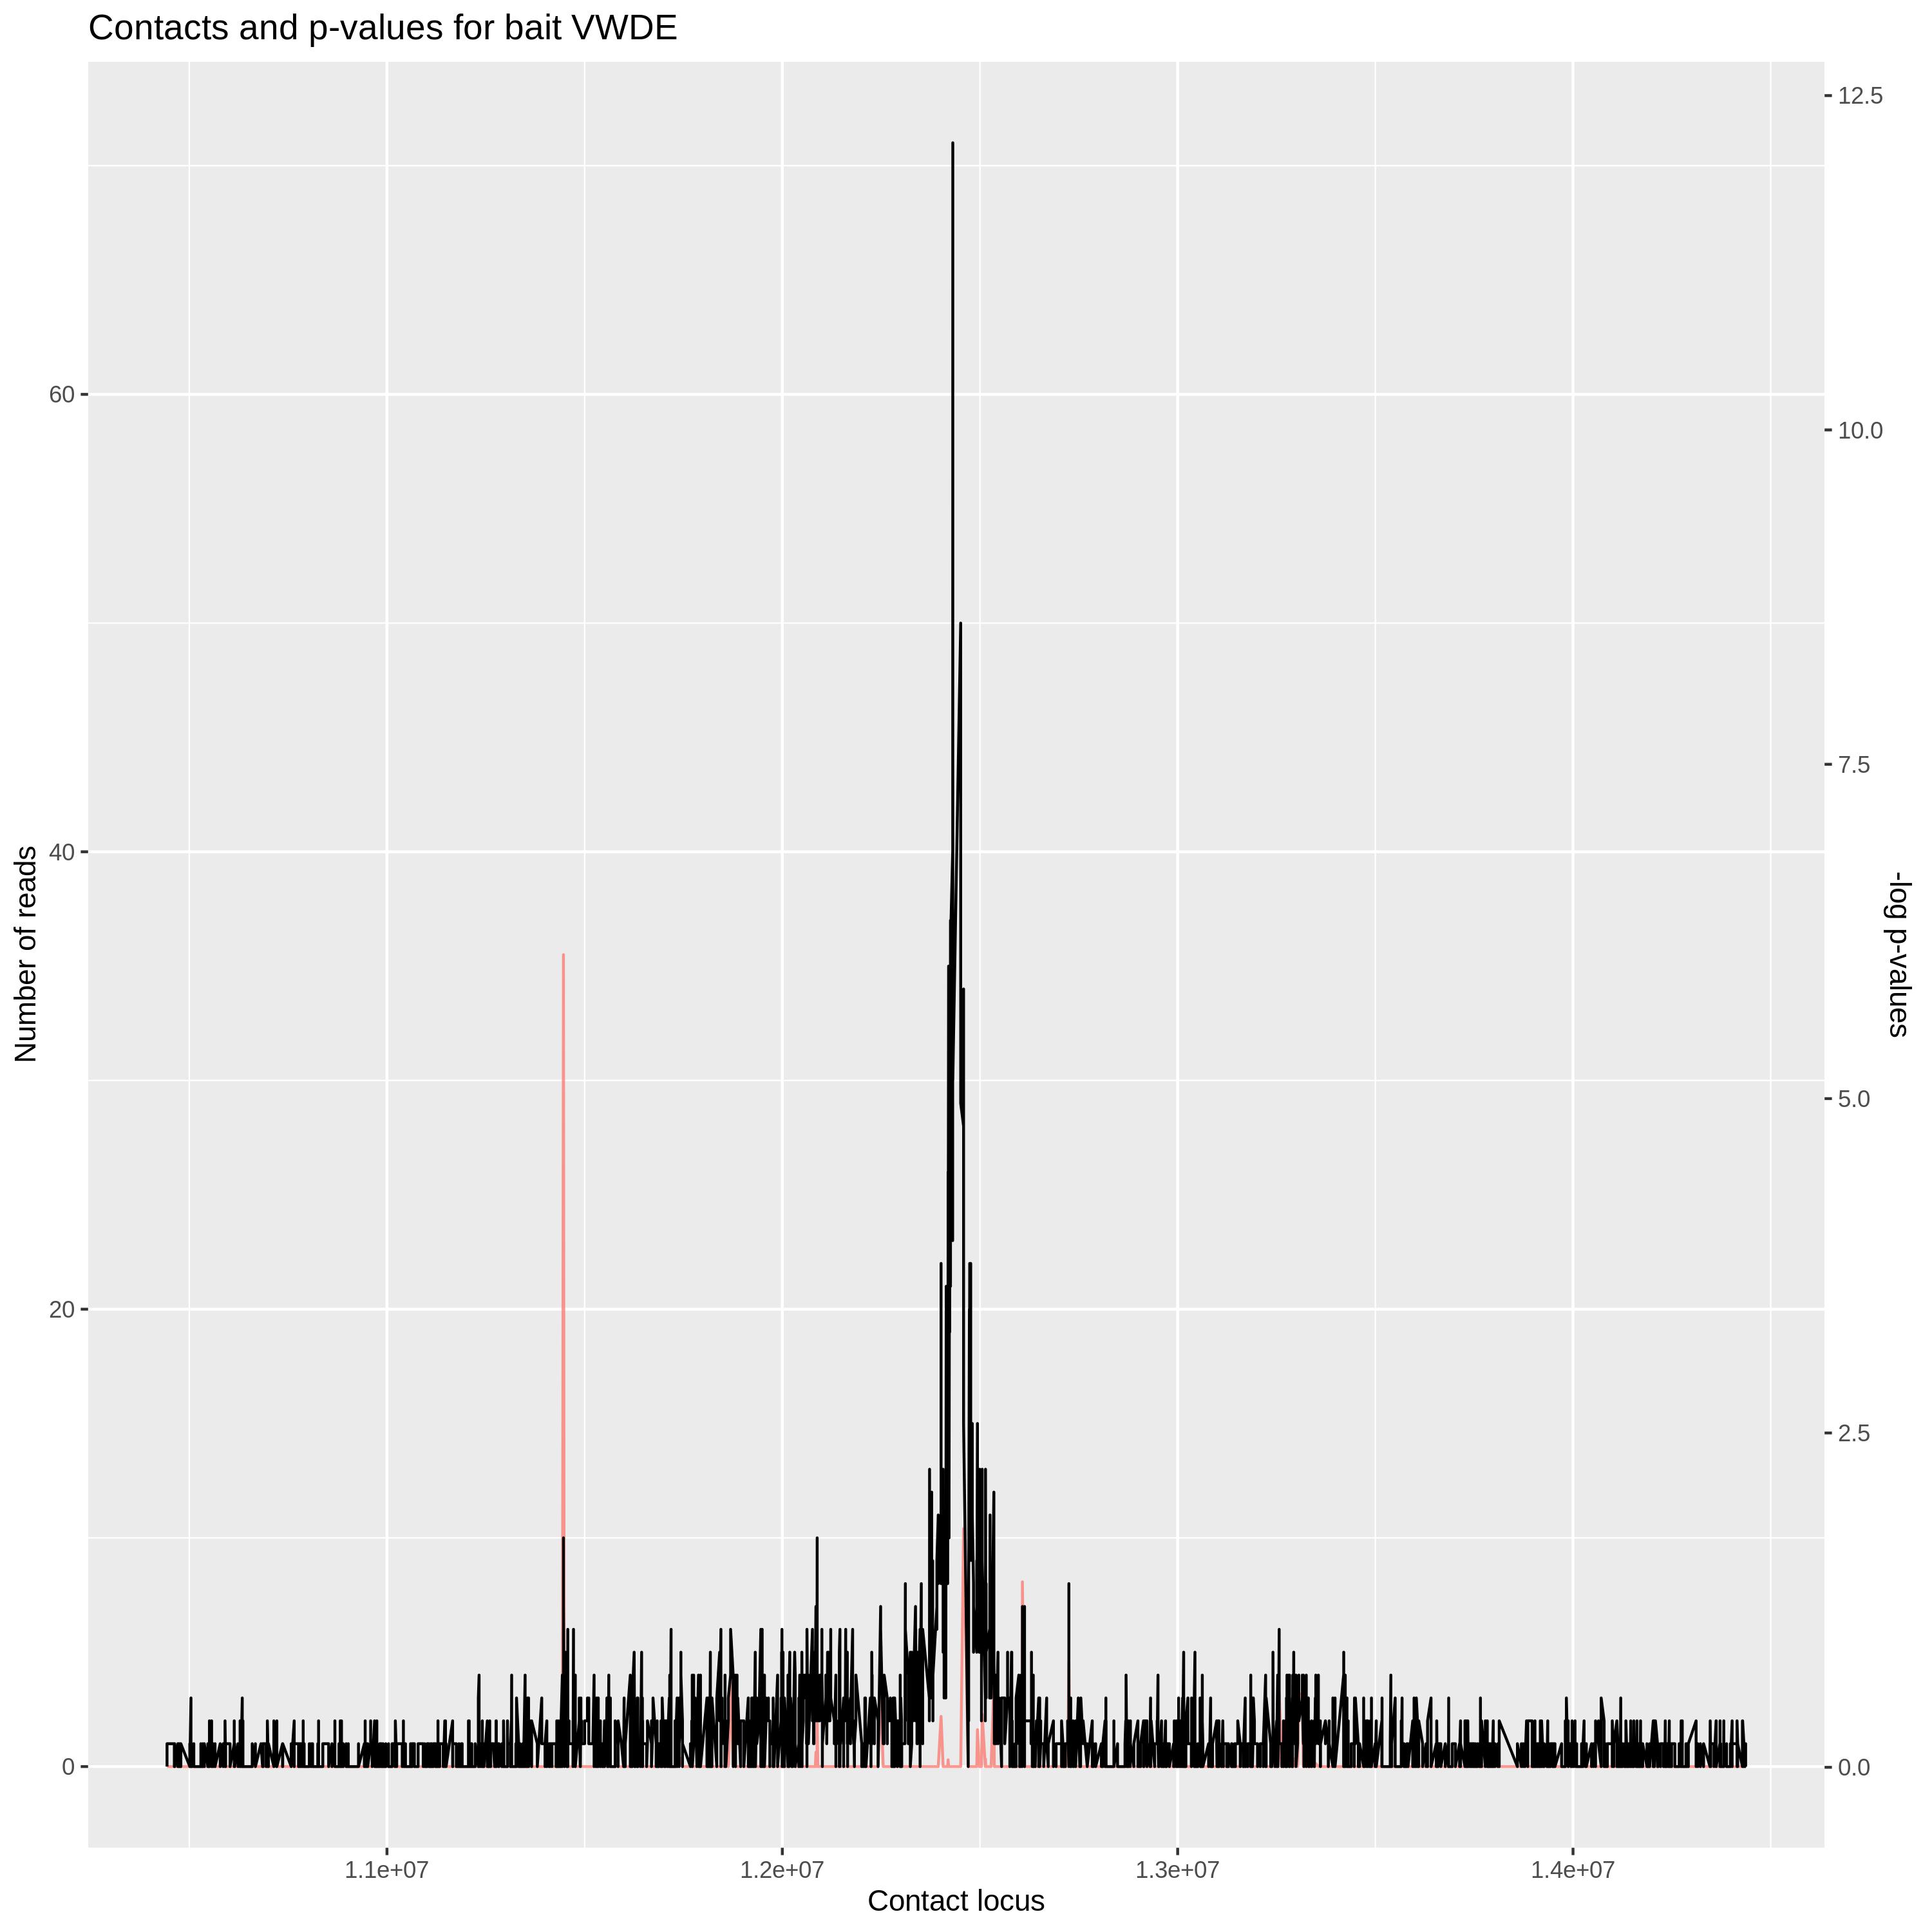 Contacts and p-values for bait VWDE
Number of reads
60
40
20
0
12.5
10.0
7.5
5.0
2.5
0.0
-log p-values
1.1e+07
1.2e+07
1.3e+07
1.4e+07
Contact locus